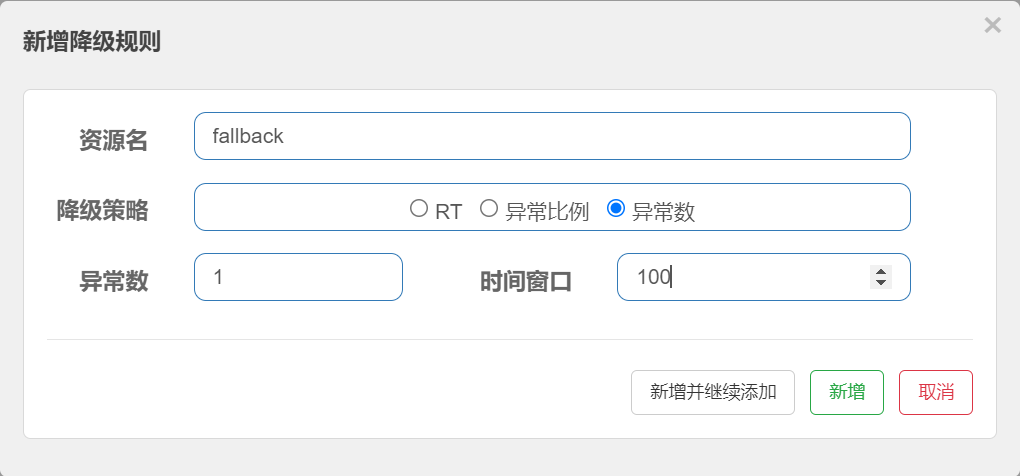 新增降级规则 ×
资源名 fallback
降级策略 RT 异常比例 异常数
异常数 1 时间窗口 100
新增并继续添加 新增 取消